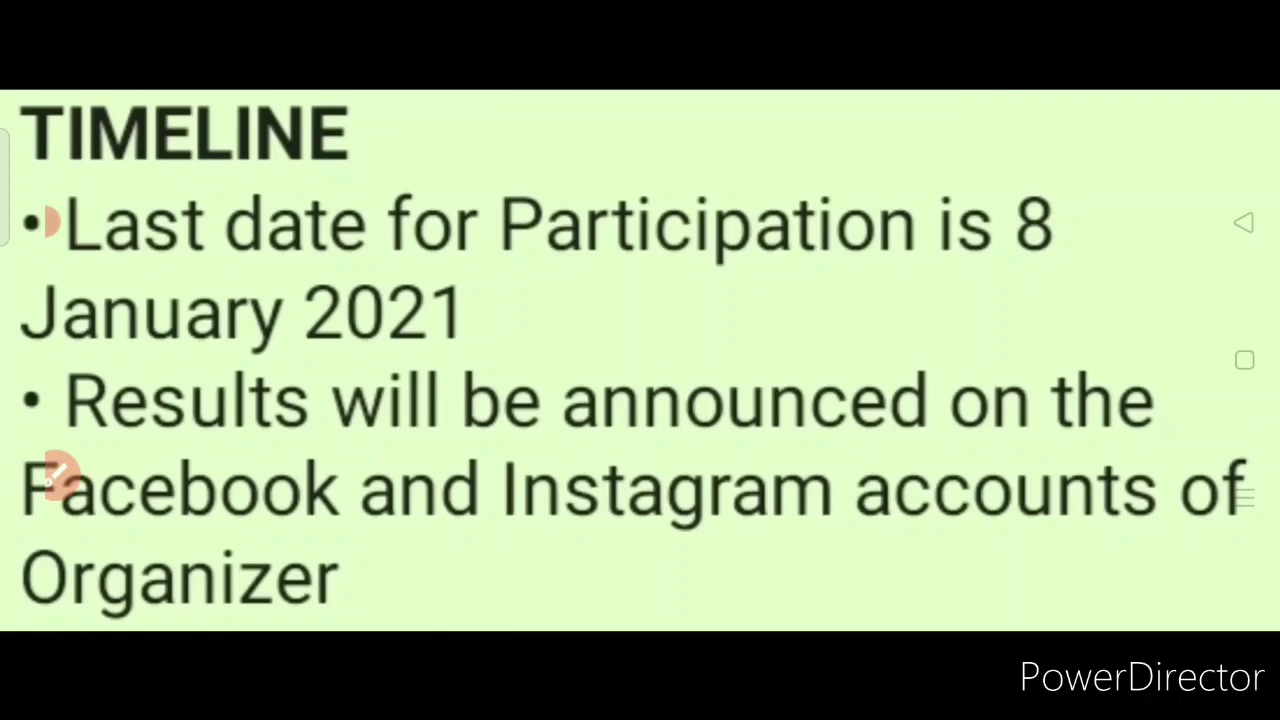 TIMELINE
• Last date for Participation is 8
January 2021
• Results will be announced on the
Facebook and Instagram accounts of
Organizer
PowerDirector